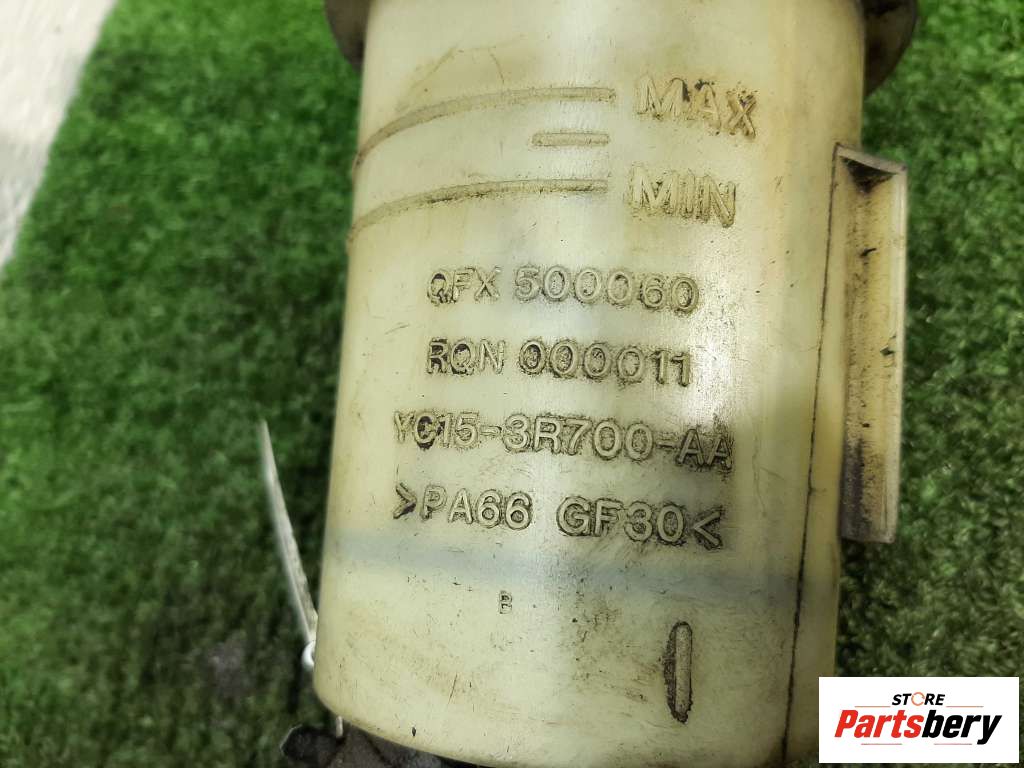 MAX
MIN
QFX 500060
RQN 000011
YC15-3R700-AA
>PA66 GF30<
B
STORE
Partsbery